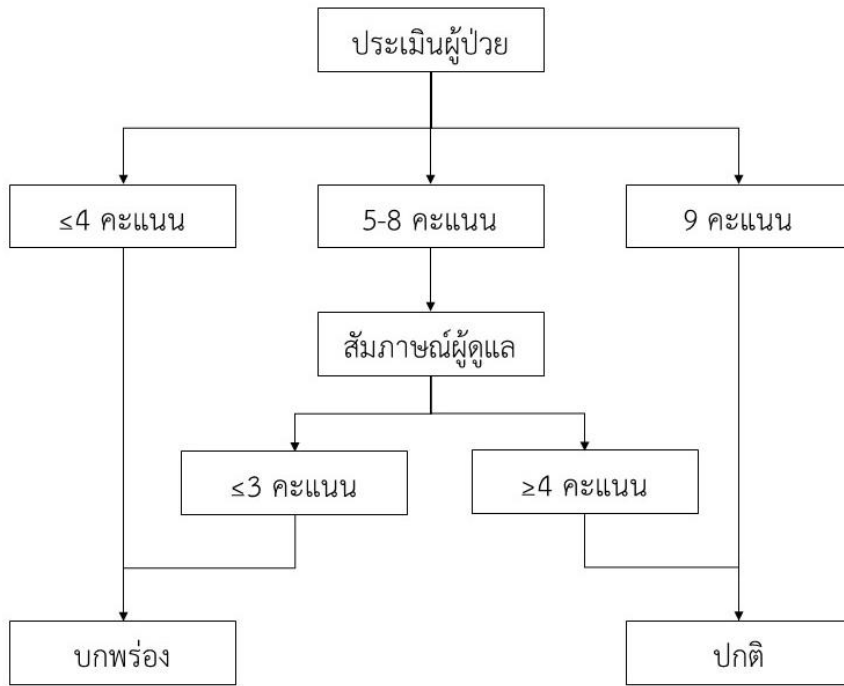 ประเมินผู้ป่วย
≤4 คะแนน
5-8 คะแนน
9 คะแนน
สัมภาษณ์ผู้ดูแล
≤3 คะแนน
≥4 คะแนน
บกพร่อง
ปกติ